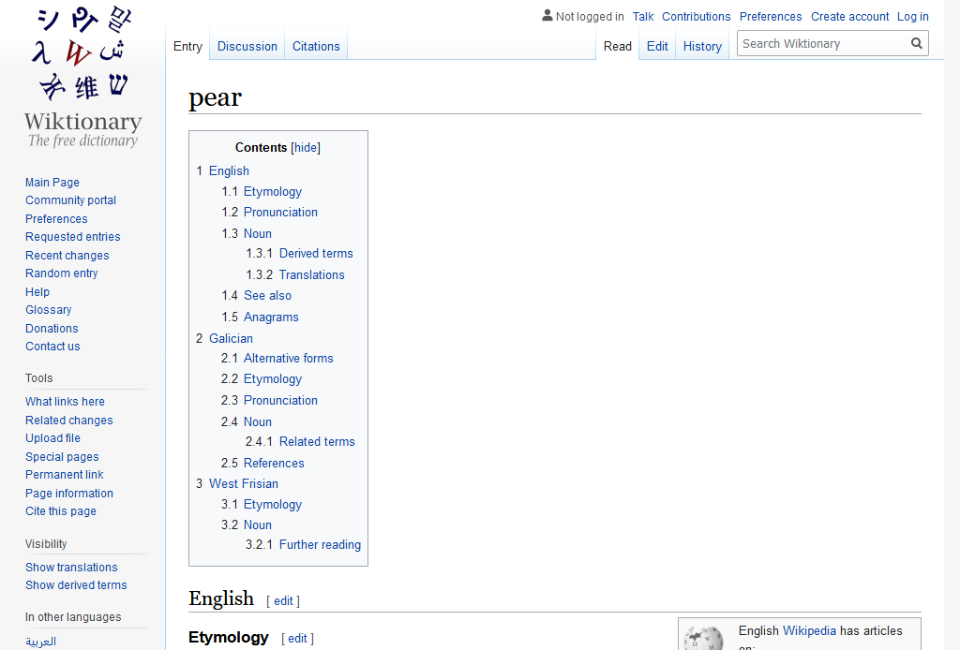 Not logged in Talk Contributions Preferences Create account Log in
Entry Discussion Citations Read Edit History Search Wiktionary
Wiktionary
The free dictionary
Main Page
Community portal
Preferences
Requested entries
Recent changes
Random entry
Help
Glossary
Donations
Contact us
Tools
What links here
Related changes
Upload file
Special pages
Permanent link
Page information
Cite this page
Visibility
Show translations
Show derived terms
In other languages
العربية
pear
Contents [hide]
1 English
1.1 Etymology
1.2 Pronunciation
1.3 Noun
1.3.1 Derived terms
1.3.2 Translations
1.4 See also
1.5 Anagrams
2 Galician
2.1 Alternative forms
2.2 Etymology
2.3 Pronunciation
2.4 Noun
2.4.1 Related terms
2.5 References
3 West Frisian
3.1 Etymology
3.2 Noun
3.2.1 Further reading
English [ edit ]
Etymology [ edit ]
English Wikipedia has articles
on: